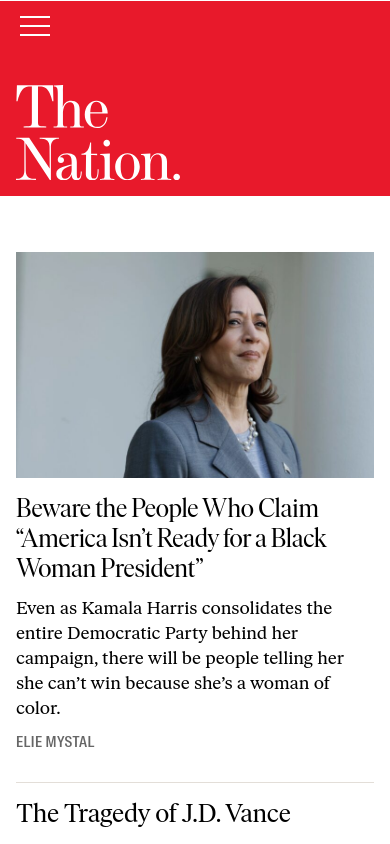 The
Nation.
Beware the People Who Claim
“America Isn’t Ready for a Black
Woman President”
Even as Kamala Harris consolidates the
entire Democratic Party behind her
campaign, there will be people telling her
she can’t win because she’s a woman of
color.
ELIE MYSTAL
The Tragedy of J.D. Vance